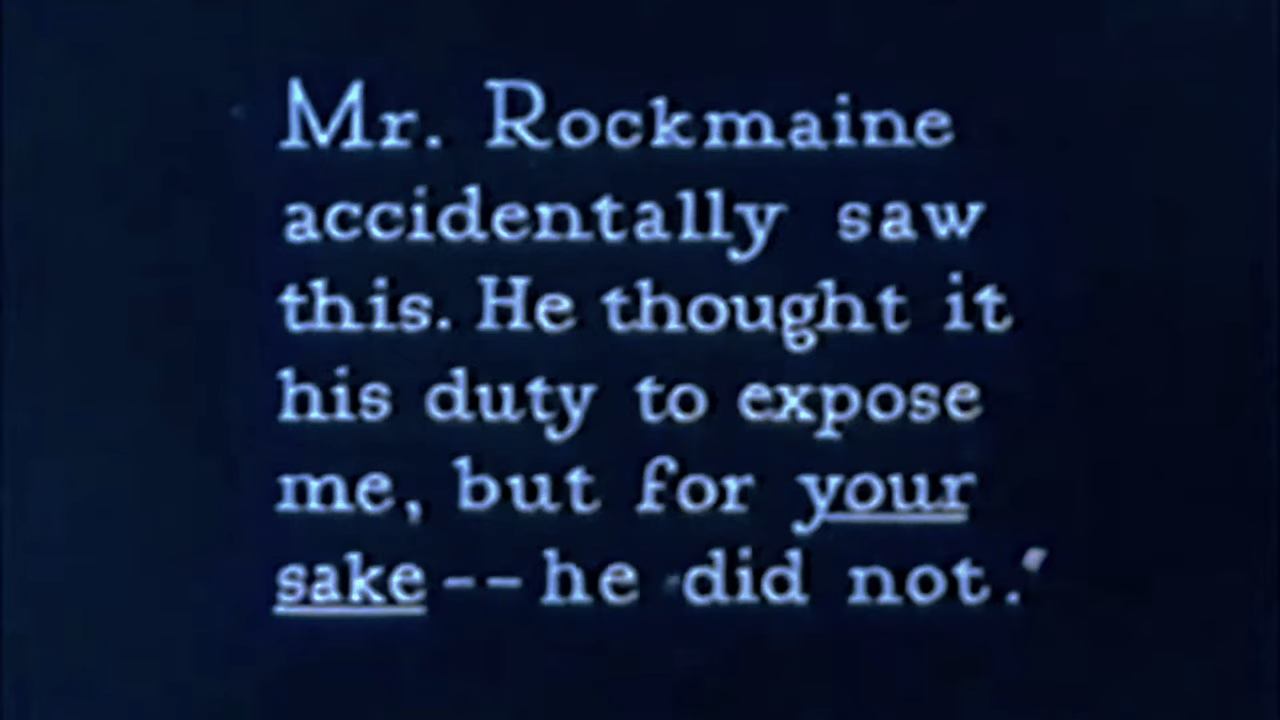 Mr. Rockmaine
accidentally saw
this. He thought it
his duty to expose
me, but for your
sake -- he did not.